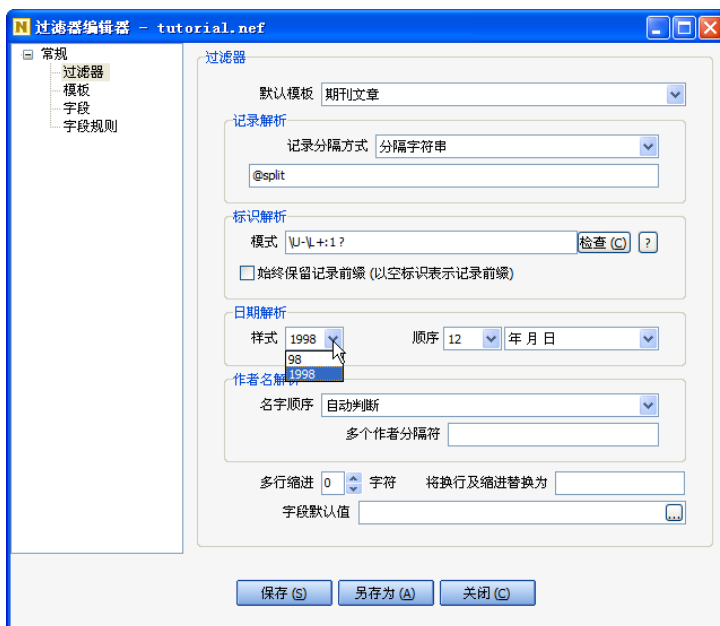 过滤器编辑器 - tutorial.nef
常规
过滤器
模板
字段
字段规则
过滤器
默认模板 期刊文章
记录解析
记录分隔方式 分隔字符串
@split
标识解析
模式 \U-\L+:1? 检查(C) ?
始终保留记录前缀 (以空标识表示记录前缀)
日期解析
样式 1998 顺序 12 年 月 日
98
1998
作者名解析
名字顺序 自动判断
多个作者分隔符
多行缩进 0 字符 将换行及缩进替换为
字段默认值 ...
保存(S) 另存为(A) 关闭(C)